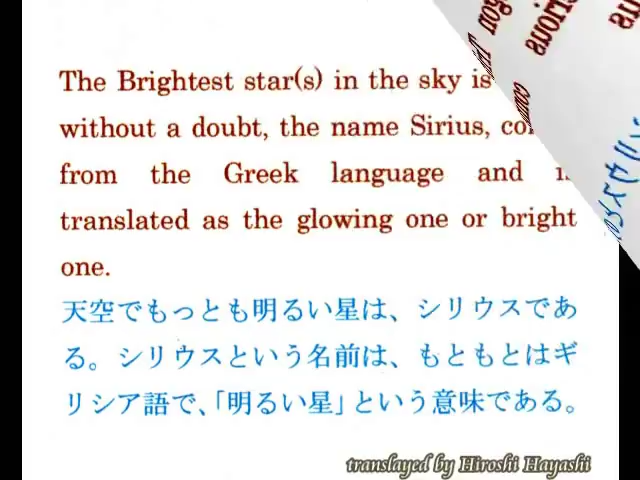 The Brightest star(s) in the sky is
without a doubt, the name Sirius,
from the Greek language and
translated as the glowing one or bright
one.
天空でもっとも明るい星は、シリウスであ
る。シリウスという名前は、もともとはギ
リシア語で、「明るい星」という意味である。
translayed by Hiroshi Hayashi